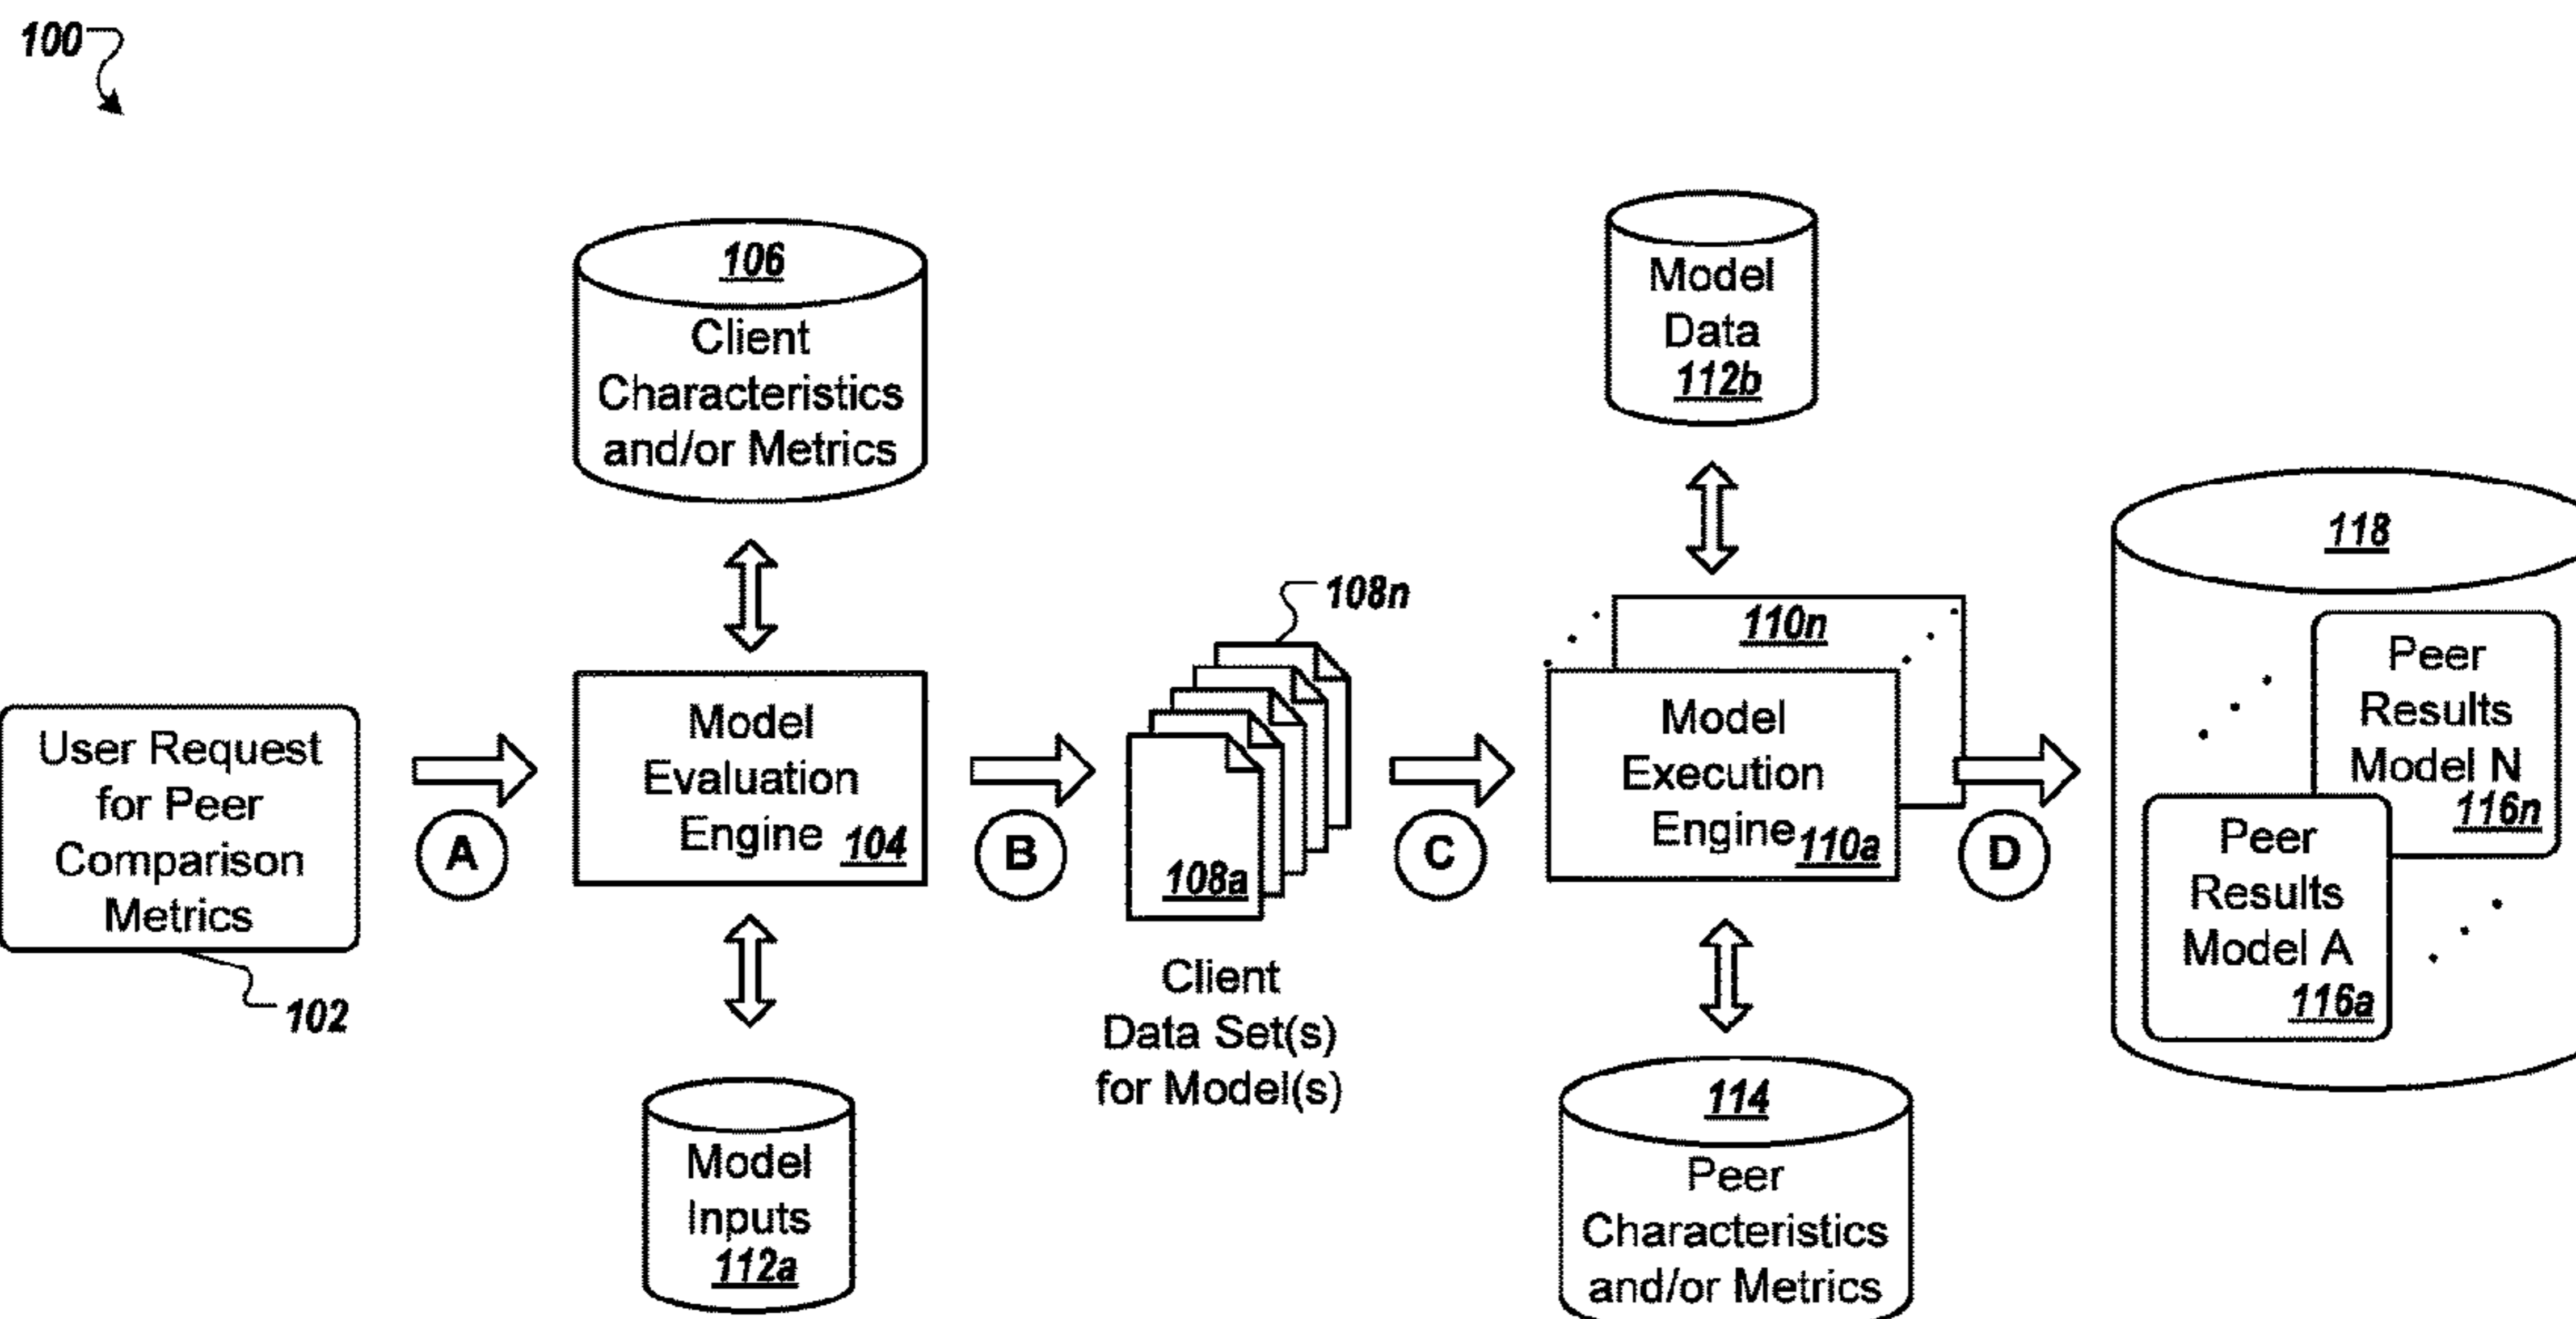 100
106
Client
Characteristics
and/or Metrics
Model
Data
112b
118
108n
110n
User Request
for Peer
Comparison
Metrics
102
A
Model
Evaluation
Engine 104
B
108a
Client
Data Set(s)
for Model(s)
C
Model
Execution
Engine 110a
D
Peer
Results
Model N
116n
Peer
Results
Model A
116a
Model
Inputs
112a
114
Peer
Characteristics
and/or Metrics